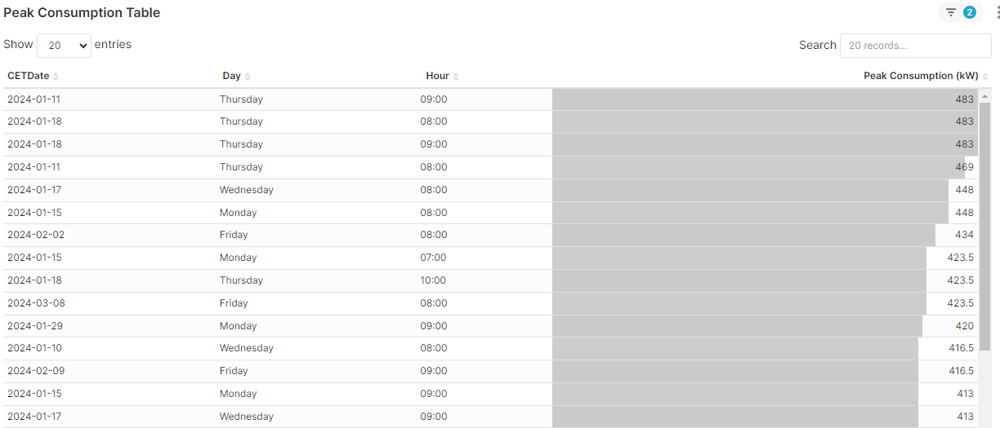 Peak Consumption Table 2
Show 20 entries Search 20 records...
CETDate Day Hour Peak Consumption (kW)
2024-01-11 Thursday 09:00 483
2024-01-18 Thursday 08:00 483
2024-01-18 Thursday 09:00 483
2024-01-11 Thursday 08:00 469
2024-01-17 Wednesday 08:00 448
2024-01-15 Monday 08:00 448
2024-02-02 Friday 08:00 434
2024-01-15 Monday 07:00 423.5
2024-01-18 Thursday 10:00 423.5
2024-03-08 Friday 08:00 423.5
2024-01-29 Monday 09:00 420
2024-01-10 Wednesday 08:00 416.5
2024-02-09 Friday 09:00 416.5
2024-01-15 Monday 09:00 413
2024-01-17 Wednesday 09:00 413